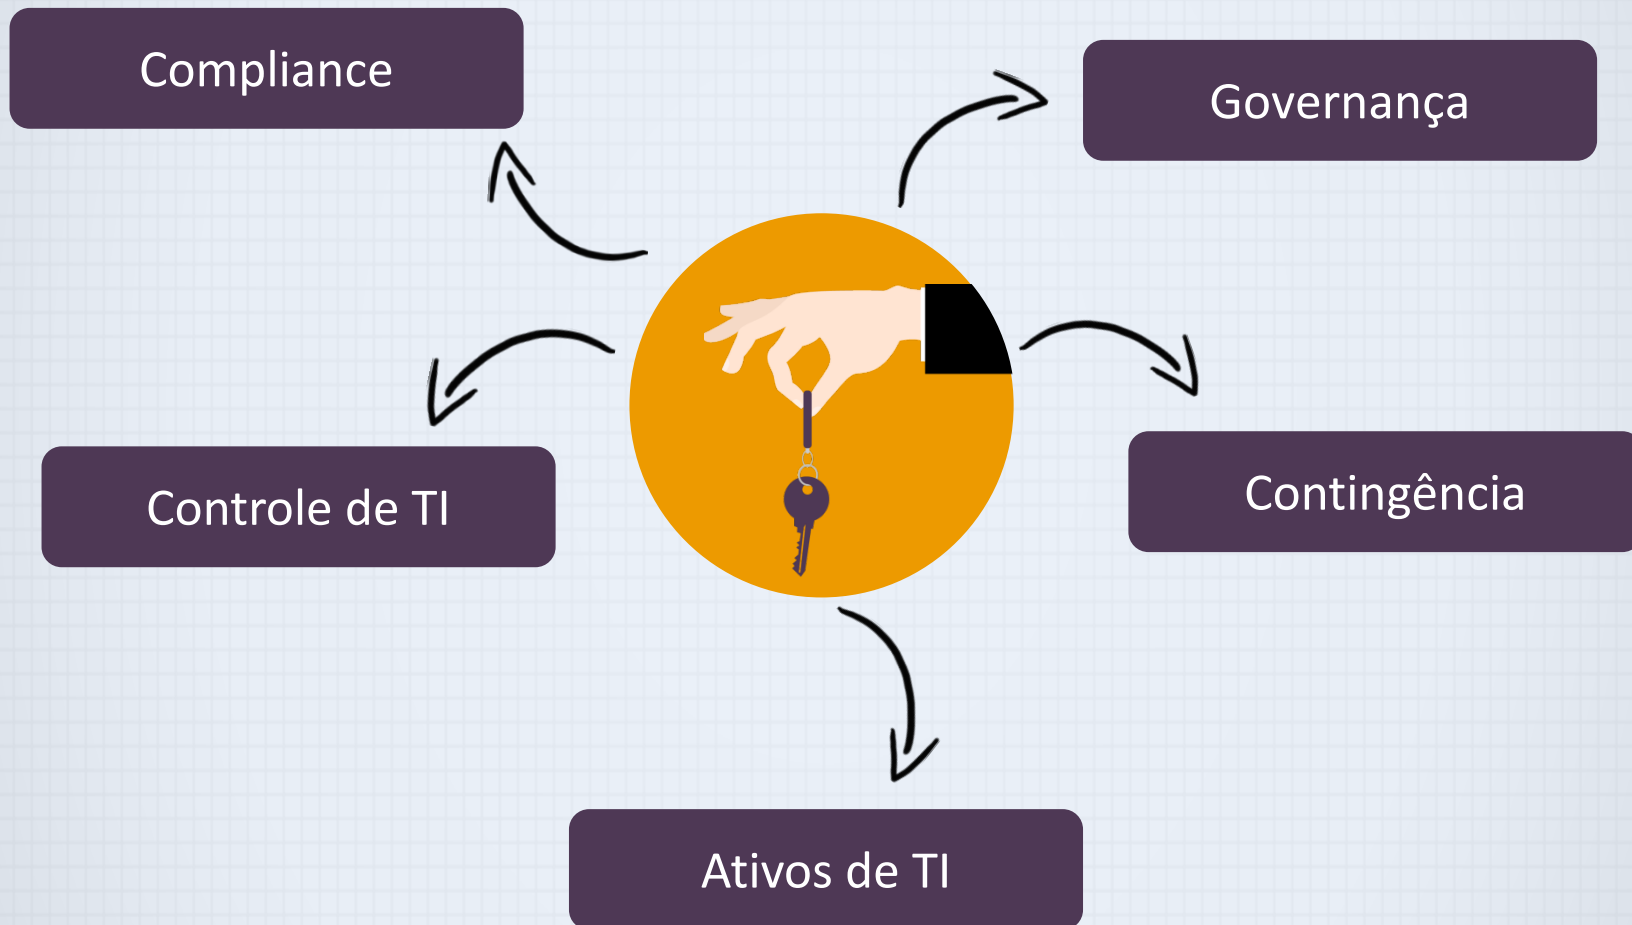 Compliance
Governança
Controle de TI
Contingência
Ativos de TI